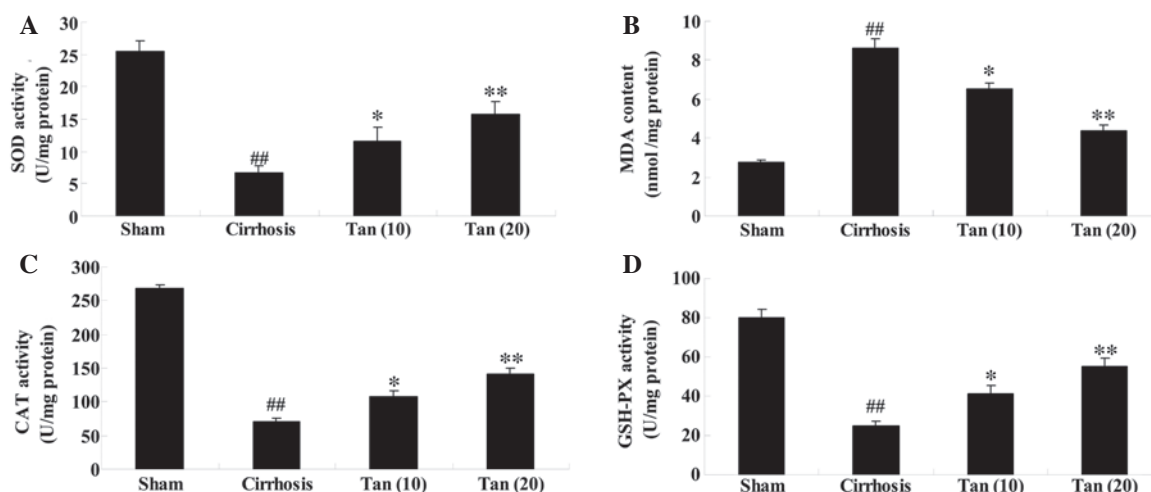 A
SOD activity
(U/mg protein)
30
25
20
15
10
5
0
##
*
**
Sham Cirrhosis Tan (10) Tan (20)
B
MDA content
(nmol /mg protein)
10
8
6
4
2
0
##
*
**
Sham Cirrhosis Tan (10) Tan (20)
C
CAT activity
(U/mg protein)
300
250
200
150
100
50
0
##
*
**
Sham Cirrhosis Tan (10) Tan (20)
D
GSH-PX activity
(U/mg protein)
100
80
60
40
20
0
##
*
**
Sham Cirrhosis Tan (10) Tan (20)